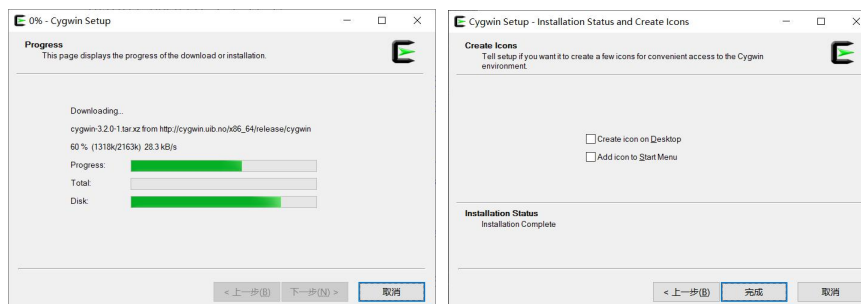 0% - Cygwin Setup
Progress
This page displays the progress of the download or installation.
Downloading...
cygwin-3.2.0-1.tar.xz from http://cygwin.uib.no/x86_64/release/cygwin
60 % (1318k/2163k) 28.3 kB/s
Progress:
Total:
Disk:
< 上一步(B)
下一步(N) >
取消
Cygwin Setup - Installation Status and Create Icons
Create Icons
Tell setup if you want it to create a few icons for convenient access to the Cygwin
environment.
Create icon on Desktop
Add icon to Start Menu
Installation Status
Installation Complete
< 上一步(B)
完成
取消